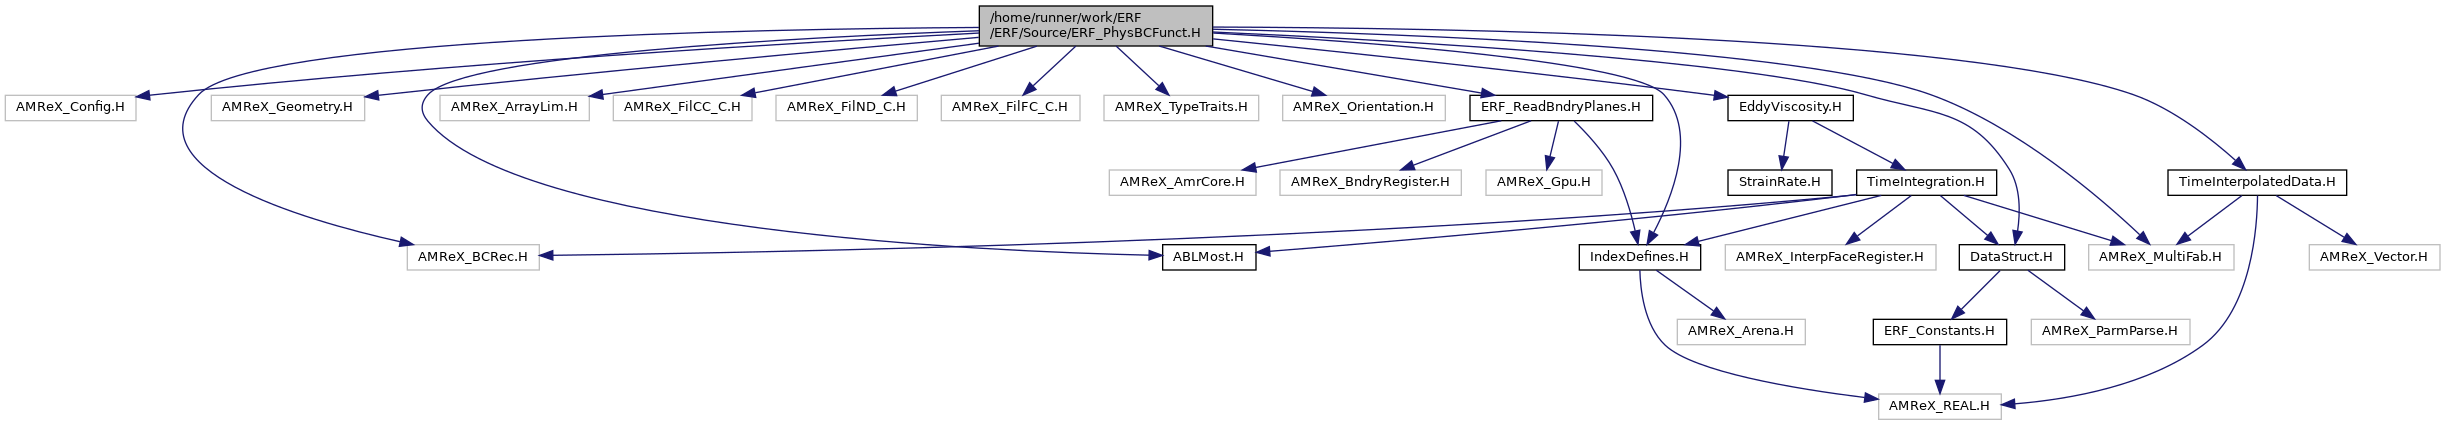 /home/runner/work/ERF
/ERF/Source/ERF_PhysBCFunct.H
AMReX_Config.H
AMReX_Geometry.H
AMReX_ArrayLim.H
AMReX_FilCC_C.H
AMReX_FilND_C.H
AMReX_FilFC_C.H
AMReX_TypeTraits.H
AMReX_Orientation.H
ERF_ReadBndryPlanes.H
EddyViscosity.H
AMReX_AmrCore.H
AMReX_BndryRegister.H
AMReX_Gpu.H
StrainRate.H
TimeIntegration.H
TimeInterpolatedData.H
AMReX_BCRec.H
ABLMost.H
IndexDefines.H
AMReX_InterpFaceRegister.H
DataStruct.H
AMReX_MultiFab.H
AMReX_Vector.H
AMReX_Arena.H
ERF_Constants.H
AMReX_ParmParse.H
AMReX_REAL.H